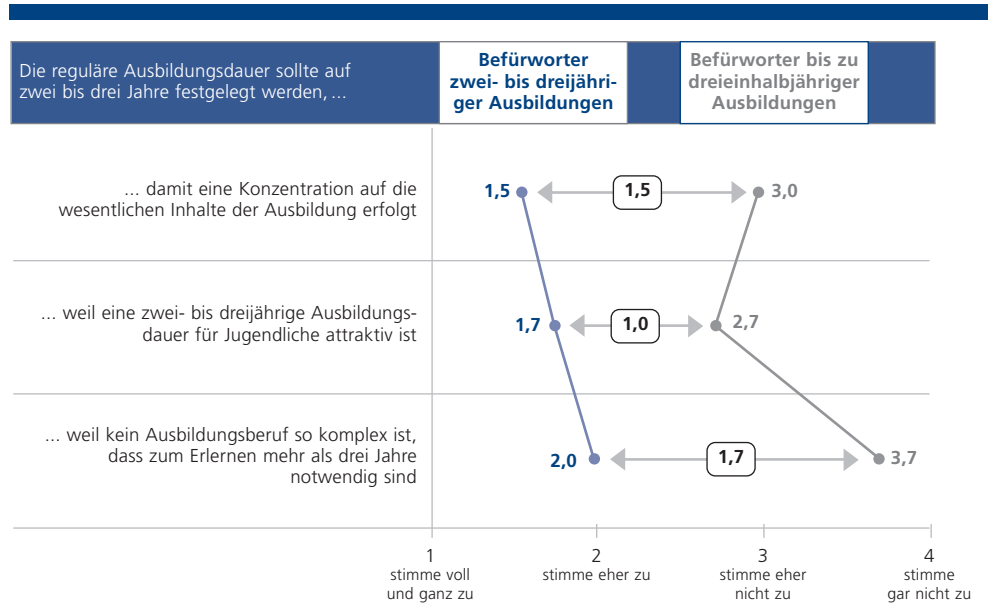 Die reguläre Ausbildungsdauer sollte auf
zwei bis drei Jahre festgelegt werden, ...
Befürworter
zwei- bis dreijähri-
ger Ausbildungen
Befürworter bis zu
dreieinhalbjähriger
Ausbildungen
... damit eine Konzentration auf die
wesentlichen Inhalte der Ausbildung erfolgt
1,5
1,5
3,0
... weil eine zwei- bis dreijährige Ausbildungs-
dauer für Jugendliche attraktiv ist
1,7
1,0
2,7
... weil kein Ausbildungsberuf so komplex ist,
dass zum Erlernen mehr als drei Jahre
notwendig sind
2,0
1,7
3,7
1
stimme voll
und ganz zu
2
stimme eher zu
3
stimme eher
nicht zu
4
stimme
gar nicht zu